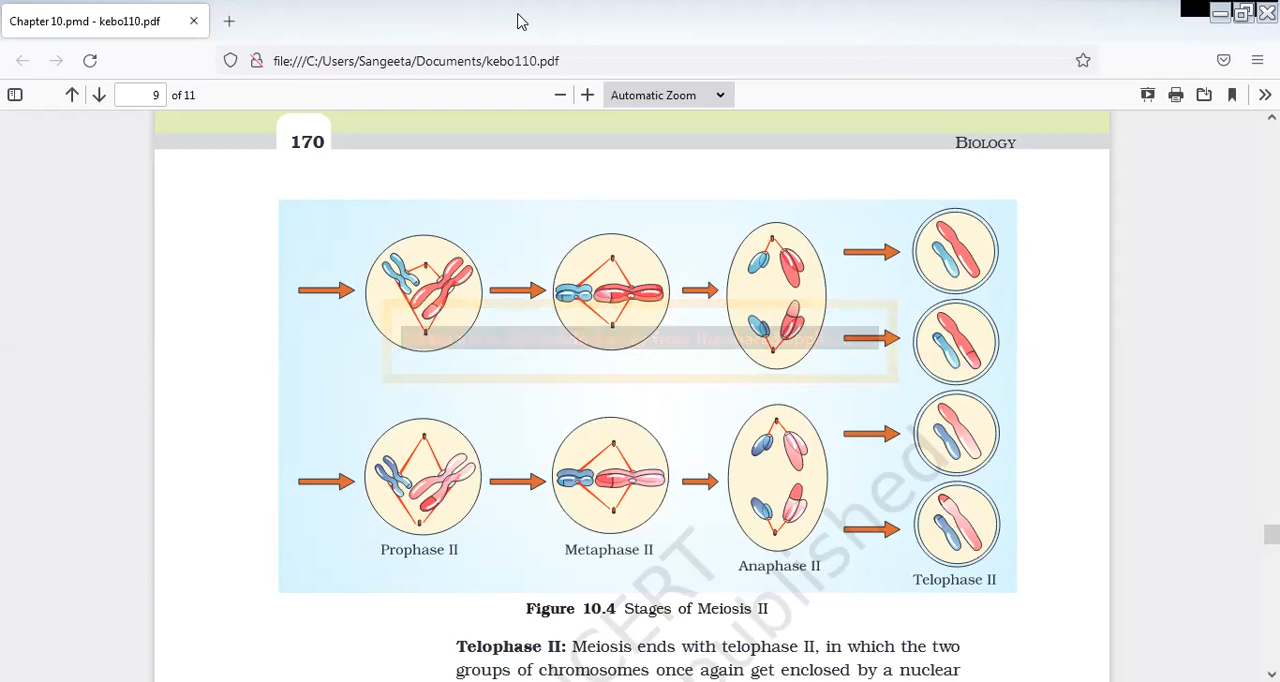 Chapter 10.pmd - kebo110.pdf
file:///C:/Users/Sangeeta/Documents/kebo110.pdf
9 of 11
Automatic Zoom
170
BIOLOGY
Prophase II
Metaphase II
Anaphase II
Telophase II
Figure 10.4 Stages of Meiosis II
Telophase II: Meiosis ends with telophase II, in which the two
groups of chromosomes once again get enclosed by a nuclear